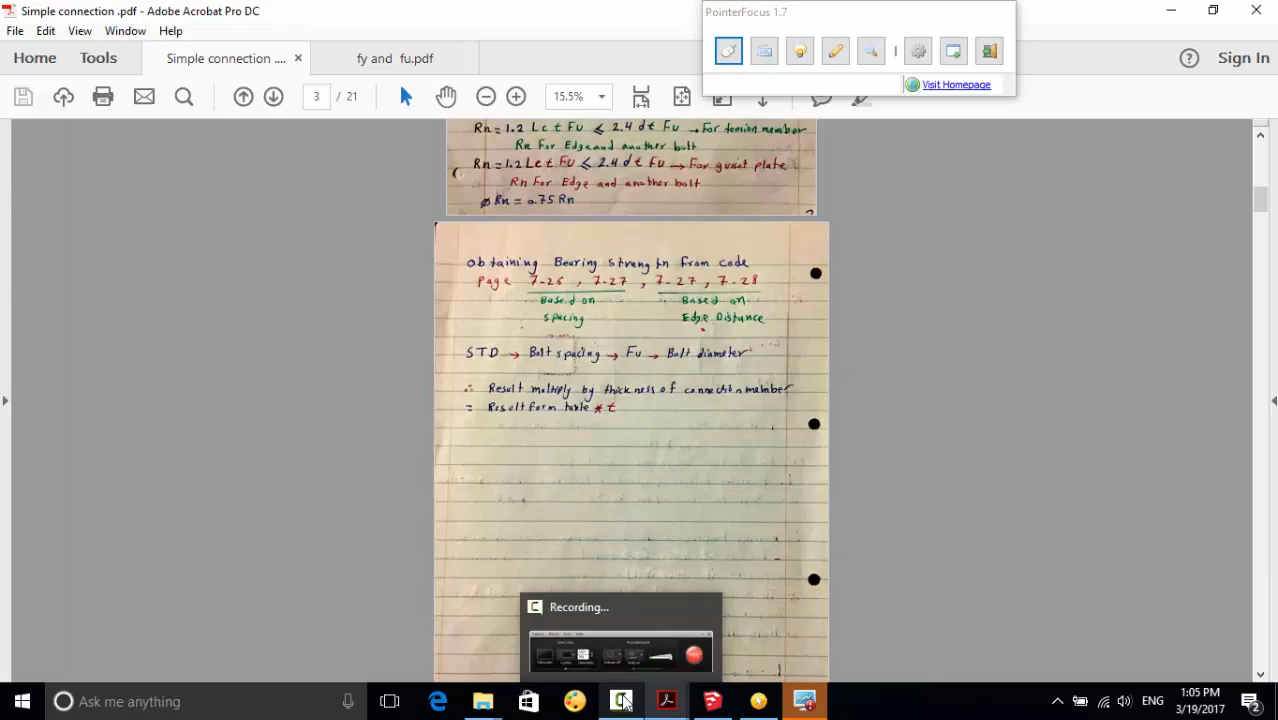 Simple connection .pdf - Adobe Acrobat Pro DC
PointerFocus 1.7
File Edit View Window Help
Home Tools Simple connection .... × fy and fu.pdf
Sign In
Visit Homepage
3 / 21 15.5%
Rn = 1.2 Lc t Fu ≤ 2.4 dt Fu → For tension member
Rn For Edge and another bolt
Rn = 1.2 Lc t Fu ≤ 2.4 d t Fu → For gusset plate
Rn For Edge and another bolt
ϕ Rn = 0.75 Rn
obtaining Bearing strength From code
Page 7-26 , 7-27 , 7-27 , 7-28
Based on Based on
spacing Edge Distance
STD → Bolt spacing → Fu → Bolt diameter
∴ Result multiply by thickness of connection member
= Result form table * t
Recording...
Ask me anything
ENG
1:05 PM
3/19/2017
2